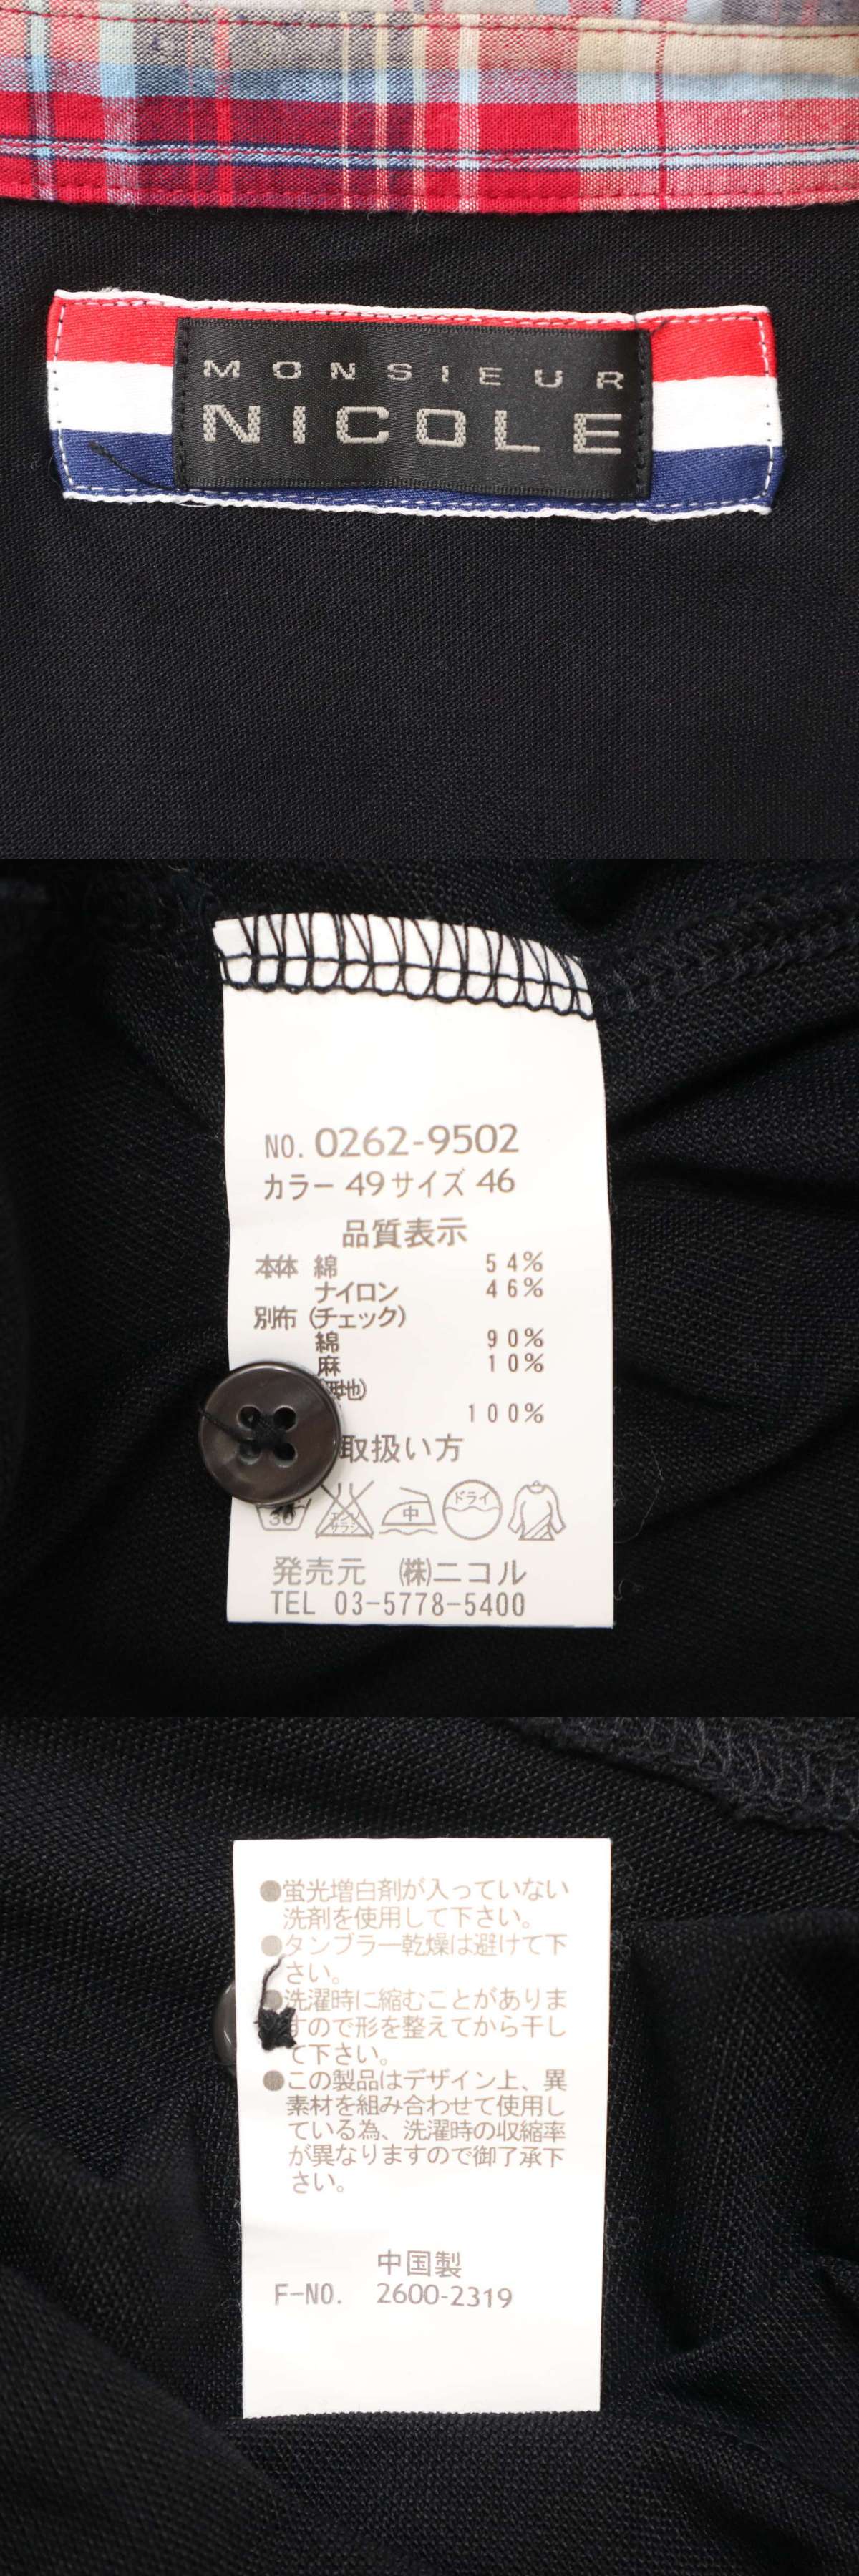 MONSIEUR
NICOLE
NO. 0262-9502
カラー 49 サイズ 46
品質表示
本体 綿 54%
ナイロン 46%
別布 (チェック)
綿 90%
麻 10%
100%
取扱い方
30
エンソ
サラシ
中
ドライ
発売元 ㈱ニコル
TEL 03-5778-5400
●蛍光増白剤が入っていない
洗剤を使用して下さい。
●タンブラー乾燥は避けて下
さい。
●洗濯時に縮むことがありま
すので形を整えてから干し
て下さい。
●この製品はデザイン上、異
素材を組み合わせて使用し
ている為、洗濯時の収縮率
が異なりますので御了承下
さい。
中国製
F-NO. 2600-2319